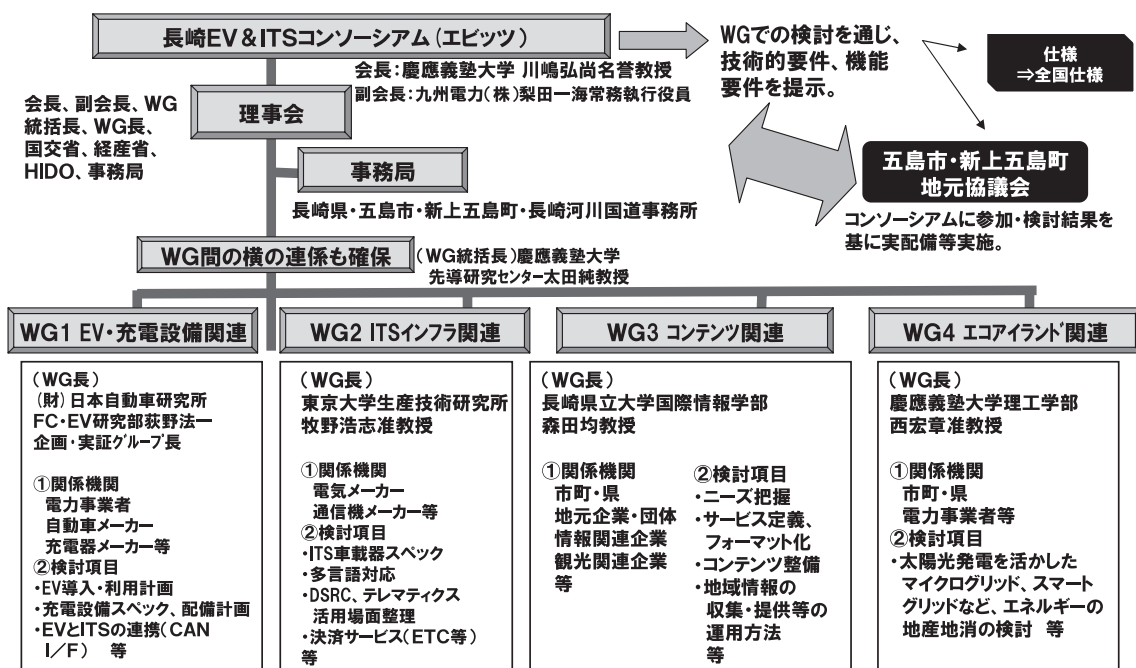 長崎EV&ITSコンソーシアム(エビッツ)
会長:慶應義塾大学 川嶋弘尚名誉教授
副会長:九州電力(株)梨田一海常務執行役員
WGでの検討を通じ、
技術的要件、機能
要件を提示。
仕様
⇒全国仕様
会長、副会長、WG
統括長、WG長、
国交省、経産省、
HIDO、事務局
理事会
事務局
長崎県・五島市・新上五島町・長崎河川国道事務所
五島市・新上五島町
地元協議会
コンソーシアムに参加・検討結果を
基に実配備等実施。
WG間の横の連係も確保
(WG統括長)慶應義塾大学
先導研究センター太田純教授
WG1 EV・充電設備関連
(WG長)
(財)日本自動車研究所
FC・EV研究部荻野法一
企画・実証グループ長
①関係機関
電力事業者
自動車メーカー
充電器メーカー等
②検討項目
・EV導入・利用計画
・充電設備スペック、配備計画
・EVとITSの連携(CAN
I/F) 等
WG2 ITSインフラ関連
(WG長)
東京大学生産技術研究所
牧野浩志准教授
①関係機関
電気メーカー
通信機メーカー等
②検討項目
・ITS車載器スペック
・多言語対応
・DSRC、テレマティクス
活用場面整理
・決済サービス(ETC等)
等
WG3 コンテンツ関連
(WG長)
長崎県立大学国際情報学部
森田均教授
①関係機関
市町・県
地元企業・団体
情報関連企業
観光関連企業
等
②検討項目
・ニーズ把握
・サービス定義、
フォーマット化
・コンテンツ整備
・地域情報の
収集・提供等の
運用方法
等
WG4 エコアイランド関連
(WG長)
慶應義塾大学理工学部
西宏章准教授
①関係機関
市町・県
電力事業者等
②検討項目
・太陽光発電を活かした
マイクログリッド、スマート
グリッドなど、エネルギーの
地産地消の検討 等